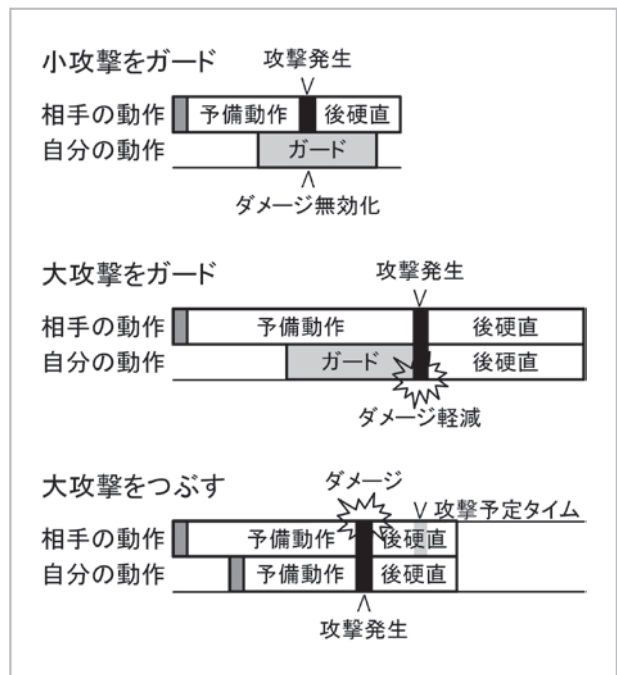 小攻撃をガード
攻撃発生
相手の動作 予備動作 後硬直
自分の動作 ガード
ダメージ無効化
大攻撃をガード
攻撃発生
相手の動作 予備動作 後硬直
自分の動作 ガード 後硬直
ダメージ軽減
大攻撃をつぶす
ダメージ
攻撃予定タイム
相手の動作 予備動作 後硬直
自分の動作 予備動作 後硬直
攻撃発生